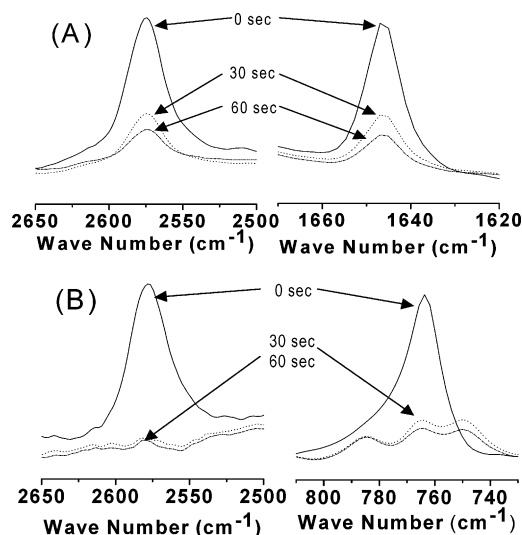 (A)
0 sec
30 sec
60 sec
2650 2600 2550 2500
1660 1640 1620
Wave Number (cm-1)
Wave Number (cm-1)
(B)
0 sec
30 sec
60 sec
2650 2600 2550 2500
800 780 760 740
Wave Number (cm-1)
Wave Number (cm-1)